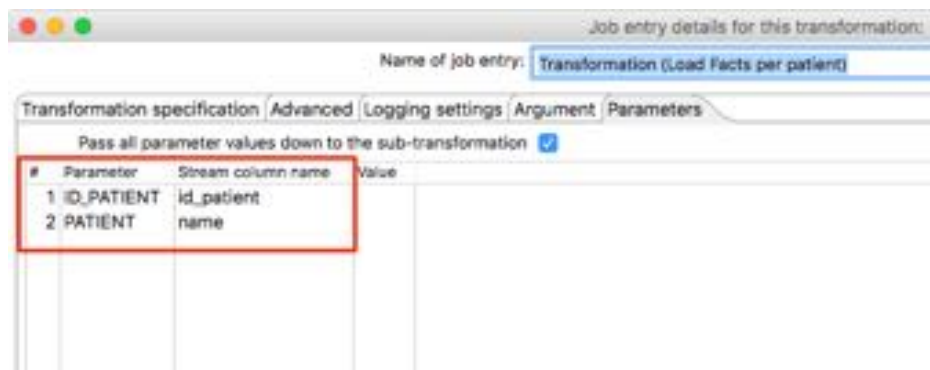 Job entry details for this transformation:
Name of job entry: Transformation (Load Facts per patient)
Transformation specification Advanced Logging settings Argument Parameters
Pass all parameter values down to the sub-transformation
# Parameter Stream column name Value
1 ID_PATIENT id_patient
2 PATIENT name